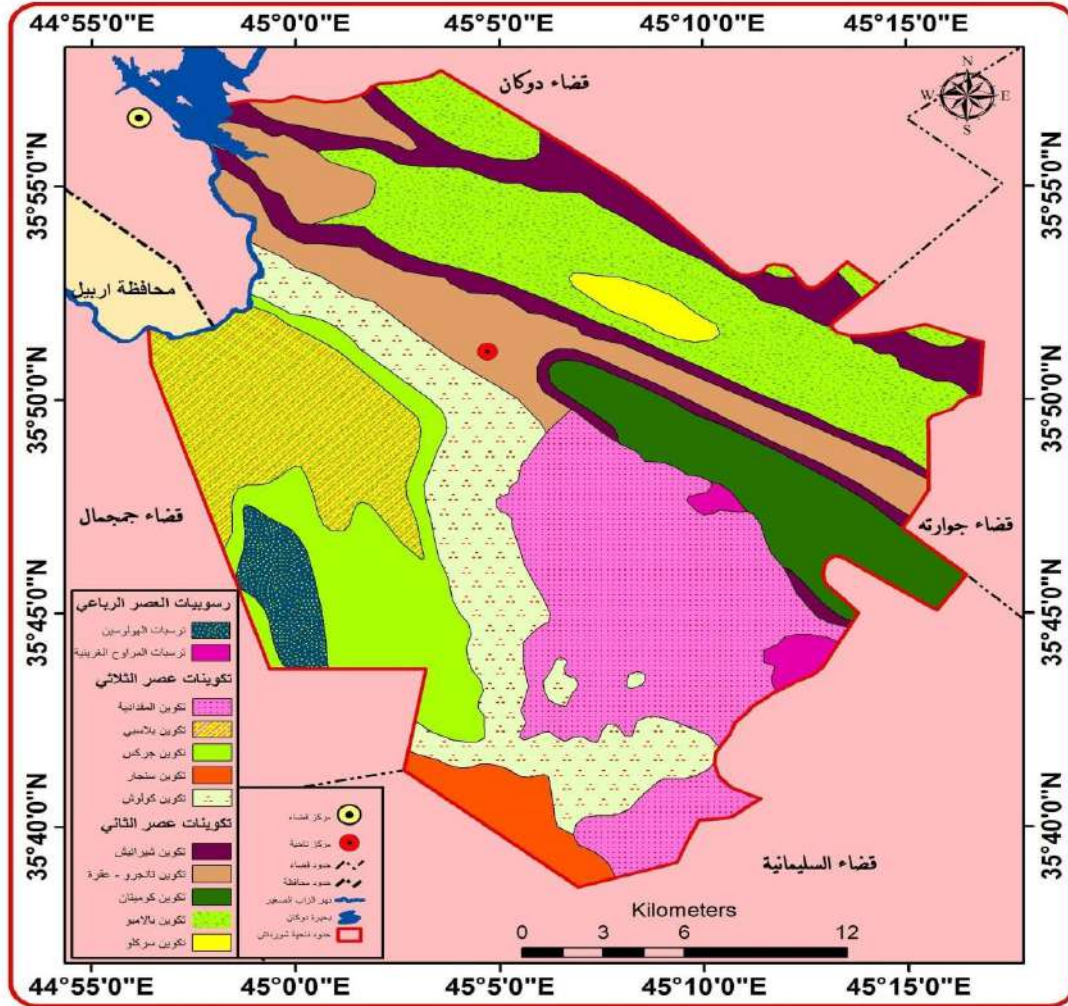 44°55'0"E 45°0'0"E 45°5'0"E 45°10'0"E 45°15'0"E
قضاء دوكان
N
W E
S
35°55'0"N 35°55'0"N
محافظة اربيل
35°50'0"N 35°50'0"N
قضاء جمجمال
قضاء جوارته
35°45'0"N 35°45'0"N
35°40'0"N 35°40'0"N
قضاء السليمانية
رسوبيات العصر الرباعي
ترسبات الهولوسين
ترسبات المراوح الغرينية
تكوينات عصر الثلاثي
تكوين المقدادية
تكوين بلاسبي
تكوين جركس
تكوين سنجار
تكوين كولوش
تكوينات عصر الثاني
تكوين شيرانيش
تكوين تانجرو - عقرة
تكوين كوميتان
تكوين بالامبو
تكوين سركلو
مركز قضاء
مركز ناحية
حدود قضاء
حدود محافظة
نهر الزاب الصغير
بحيرة دوكان
حدود ناحية سورداش
Kilometers
0 3 6 12
44°55'0"E 45°0'0"E 45°5'0"E 45°10'0"E 45°15'0"E